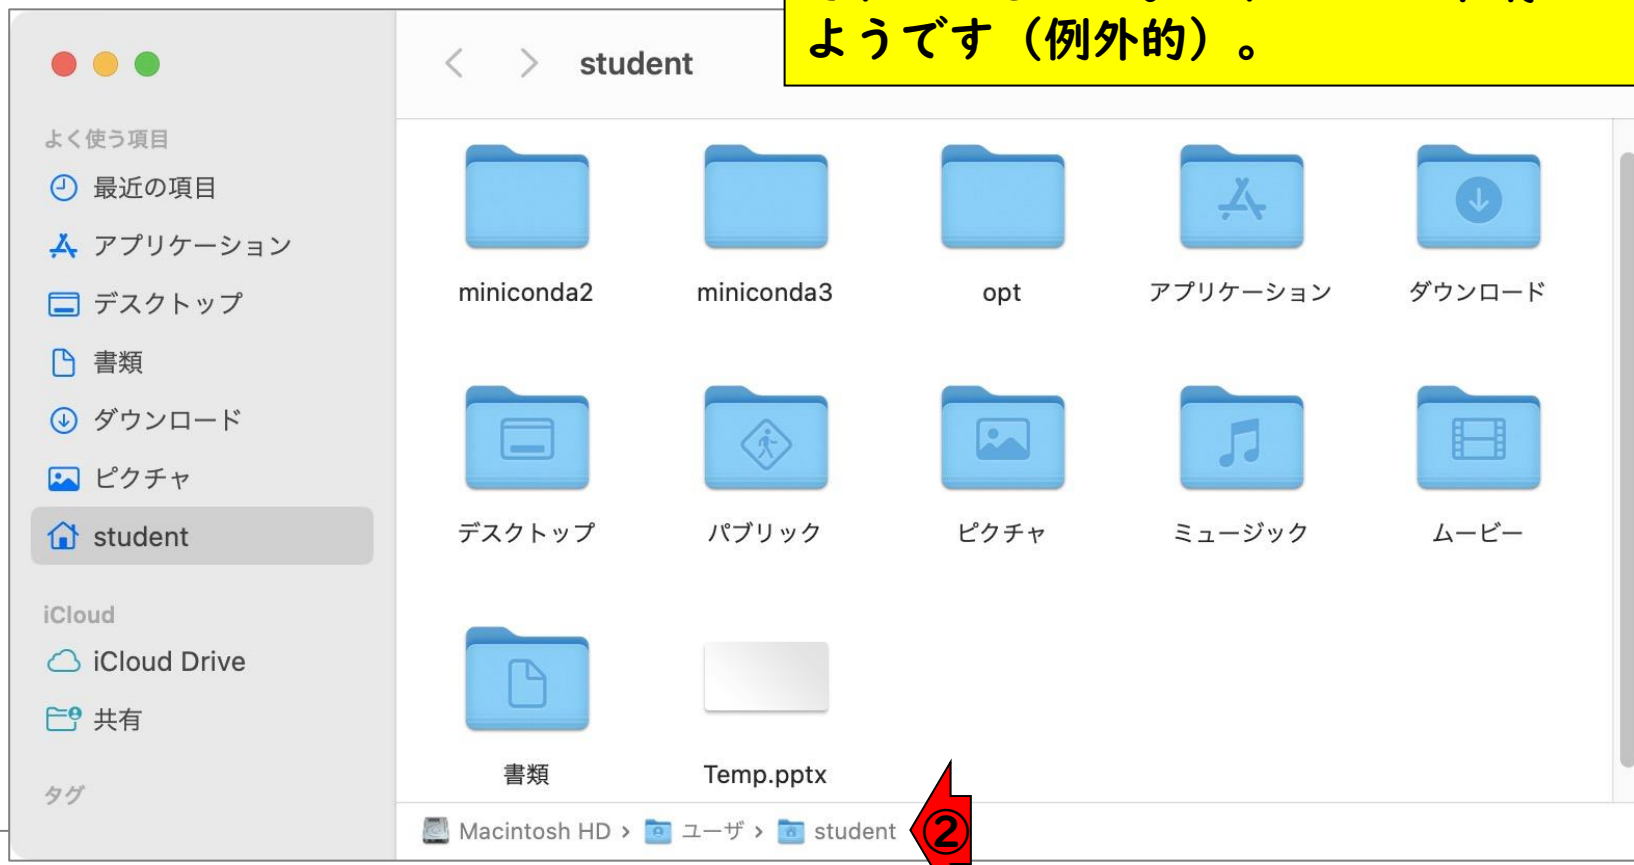 ようです（例外的）。
student
よく使う項目
最近の項目
アプリケーション
デスクトップ
書類
ダウンロード
ピクチャ
student
iCloud
iCloud Drive
共有
タグ
miniconda2
miniconda3
opt
アプリケーション
ダウンロード
デスクトップ
パブリック
ピクチャ
ミュージック
ムービー
書類
Temp.pptx
Macintosh HD › ユーザ › student
②